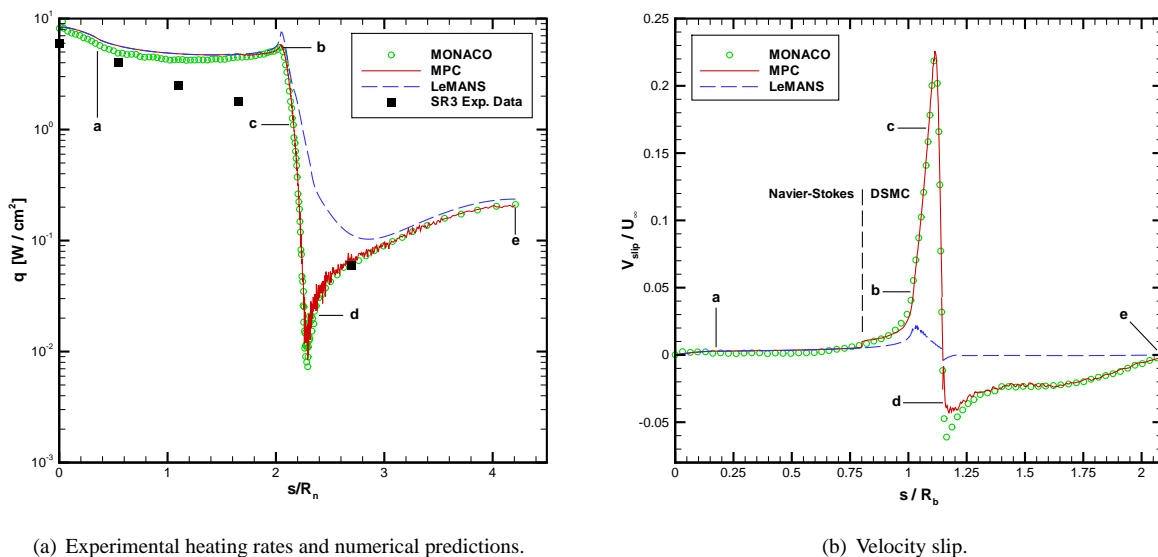 10¹
10⁰
10⁻¹
10⁻²
10⁻³
q [W / cm²]
0
1
2
3
4
s/Rₙ
MONACO
MPC
LeMANS
SR3 Exp. Data
a
b
c
d
e
(a) Experimental heating rates and numerical predictions.
0.25
0.20
0.15
0.10
0.05
0
-0.05
V_slip / U_∞
0
0.25
0.5
0.75
1
1.25
1.5
1.75
2
s / R_b
MONACO
MPC
LeMANS
Navier-Stokes
DSMC
a
b
c
d
e
(b) Velocity slip.